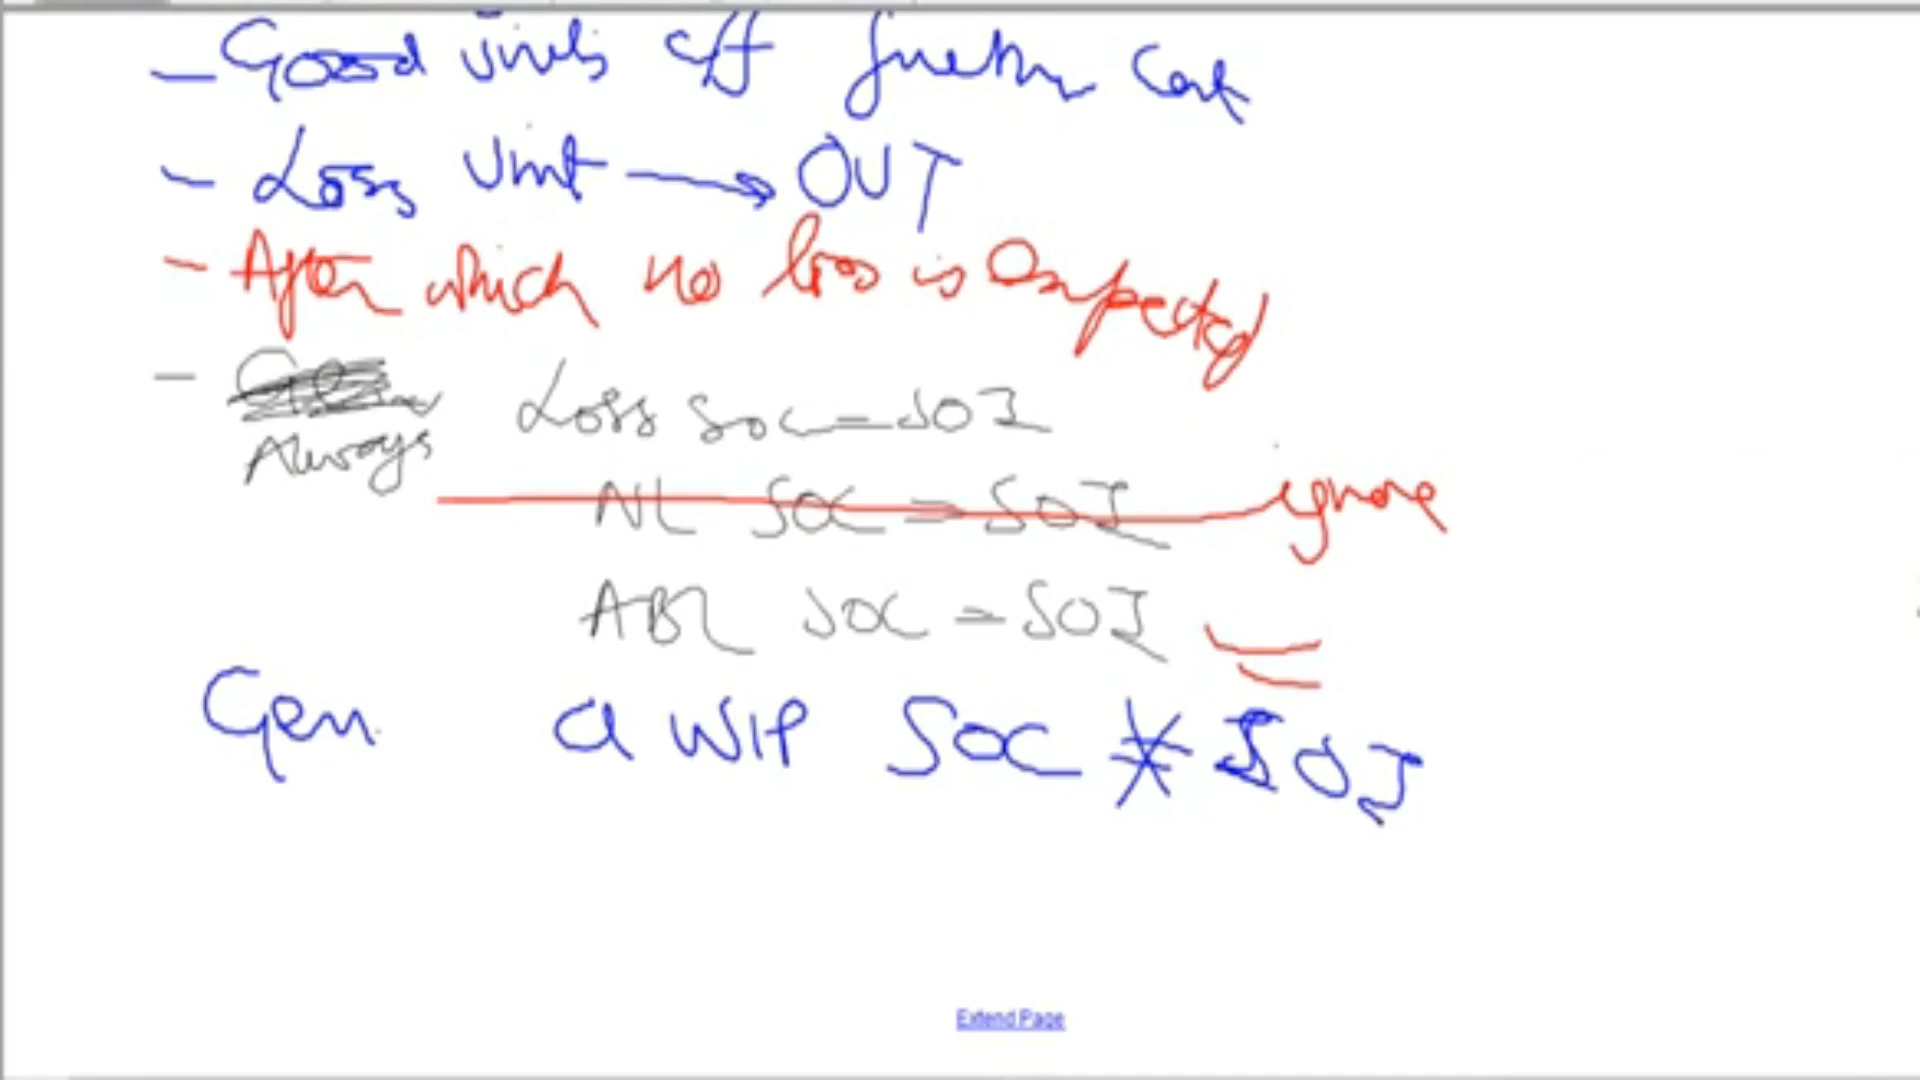 - Good units c/f further Cost
- Loss Unit → OUT
- After which no loss is Expected
- Always Loss SOC = SOI
NL SOC = SOI ignore
ABL SOC = SOI
Gen Cl WIP SOC * SOI
Extend Page